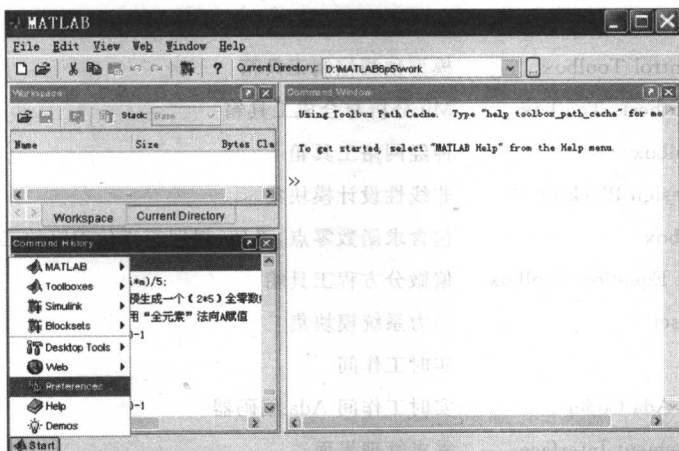 MATLAB
File Edit View Web Window Help
? Current Directory: D:\MATLAB6p5\work ...
Workspace
Stack: Base
Name Size Bytes Cla
Workspace Current Directory
Command History
MATLAB
Toolboxes
Simulink
Blocksets
Desktop Tools
Web
Preferences
Help
Demos
Start
*m)/5;
模生成一个(2*5)全零数
用“全元素”法向A赋值
)-1
)-1
Command Window
Using Toolbox Path Cache. Type "help toolbox_path_cache" for mo
To get started, select "MATLAB Help" from the Help menu.
>>